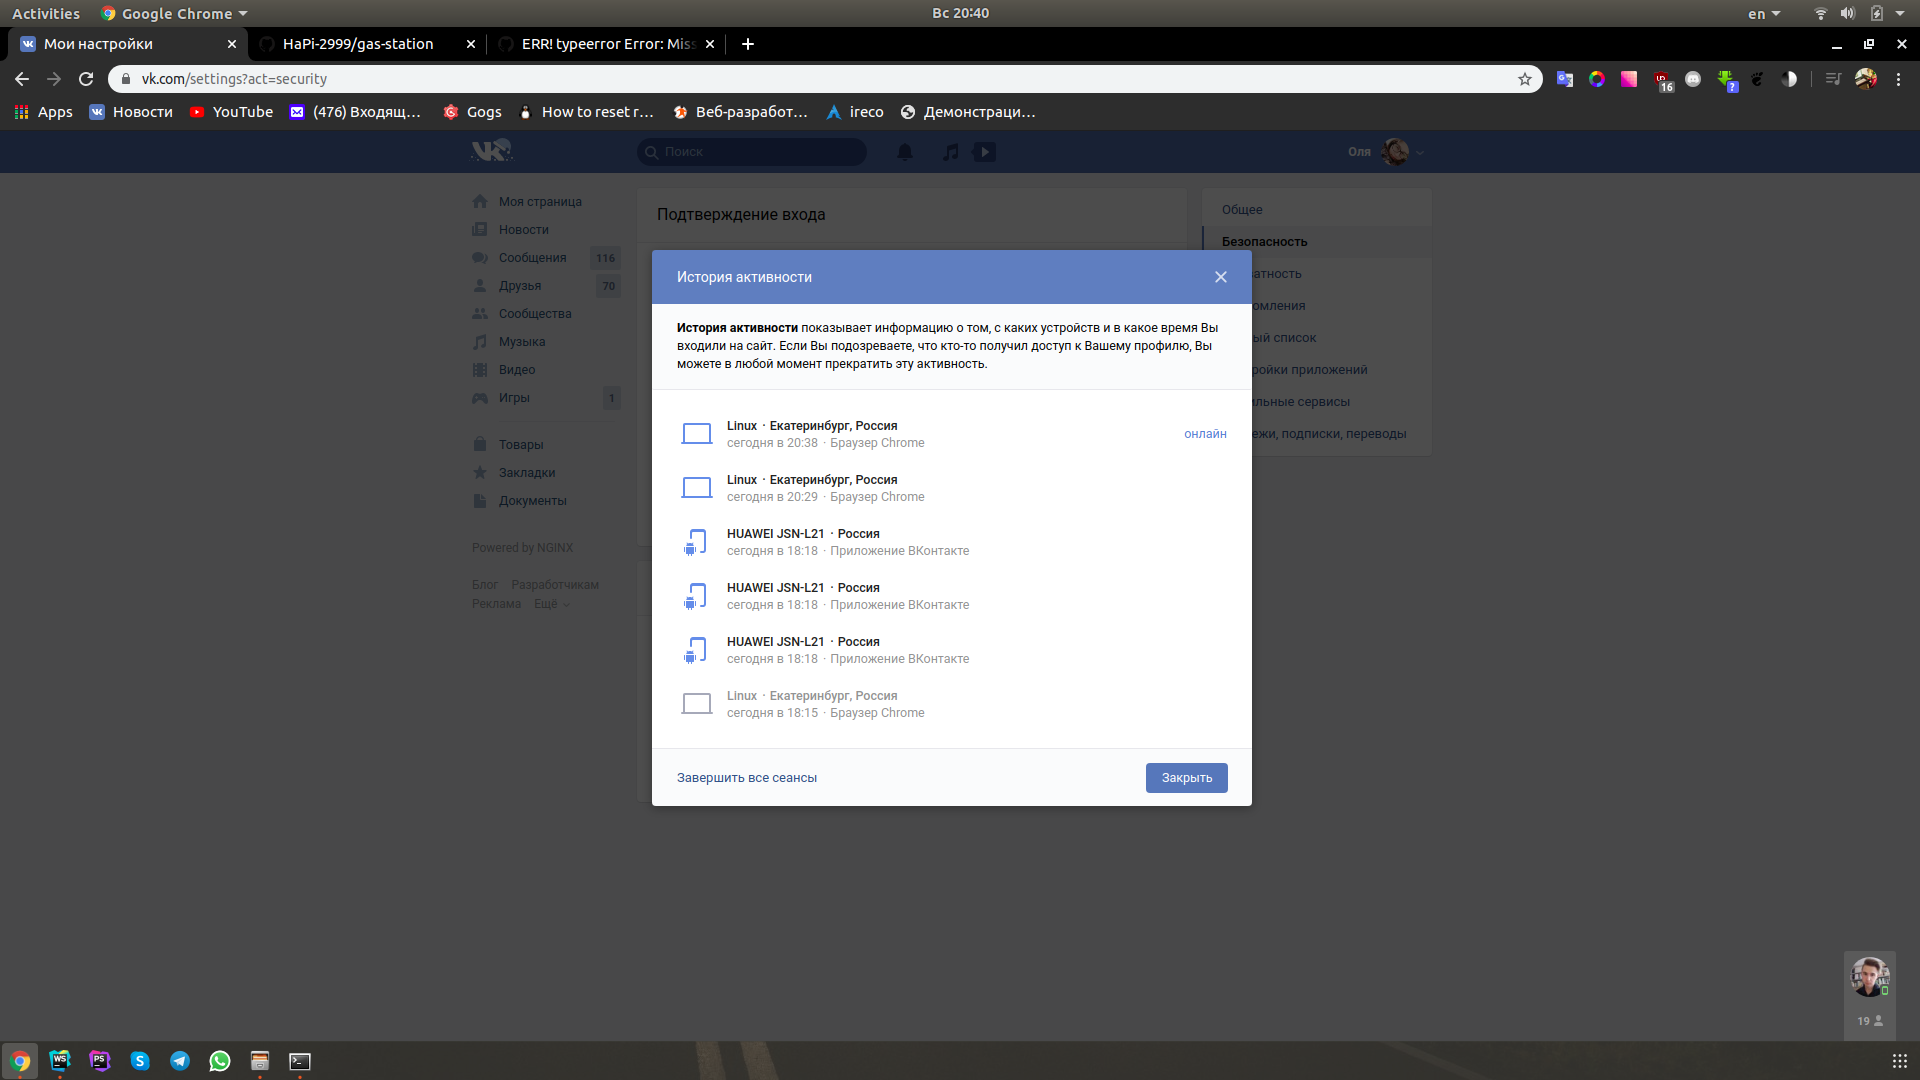 Activities
Google Chrome
Вс 20:40
en
Мои настройки
HaPi-2999/gas-station
ERR! typeerror Error: Miss
vk.com/settings?act=security
16
?
Apps
Новости
YouTube
(476) Входящ…
Gogs
How to reset r…
Веб-разработ…
ireco
Демонстраци…
Поиск
Оля
Моя страница
Новости
Сообщения 116
Друзья 70
Сообщества
Музыка
Видео
Игры 1
Товары
Закладки
Документы
Powered by NGINX
Блог Разработчикам
Реклама Ещё
Подтверждение входа
Общее
Безопасность
История активности
История активности показывает информацию о том, с каких устройств и в какое время Вы
входили на сайт. Если Вы подозреваете, что кто-то получил доступ к Вашему профилю, Вы
можете в любой момент прекратить эту активность.
Linux · Екатеринбург, Россия
сегодня в 20:38 · Браузер Chrome
онлайн
Linux · Екатеринбург, Россия
сегодня в 20:29 · Браузер Chrome
HUAWEI JSN-L21 · Россия
сегодня в 18:18 · Приложение ВКонтакте
HUAWEI JSN-L21 · Россия
сегодня в 18:18 · Приложение ВКонтакте
HUAWEI JSN-L21 · Россия
сегодня в 18:18 · Приложение ВКонтакте
Linux · Екатеринбург, Россия
сегодня в 18:15 · Браузер Chrome
Завершить все сеансы
Закрыть
атность
омления
ый список
ройки приложений
льные сервисы
ежи, подписки, переводы
19
WS
PS